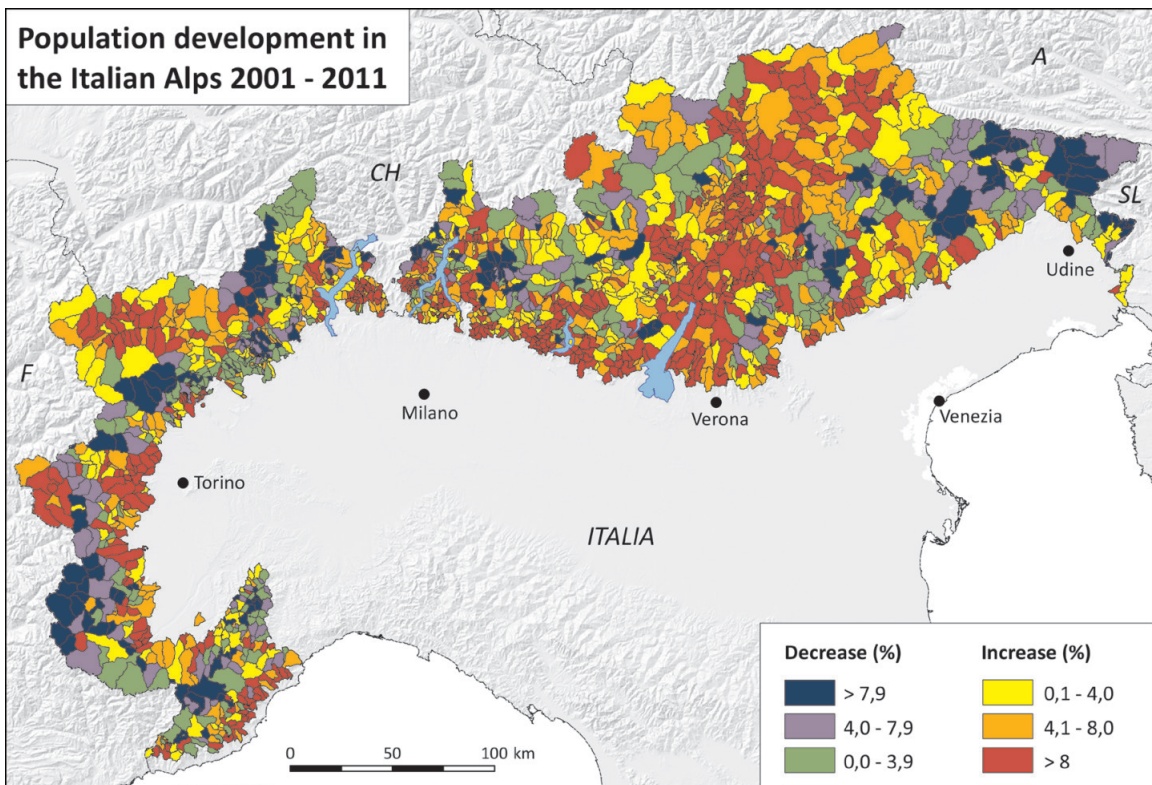 Population development in
the Italian Alps 2001 - 2011
A
CH
SL
Udine
F
Milano
Verona
Venezia
Torino
ITALIA
0 50 100 km
Decrease (%)
> 7,9
4,0 - 7,9
0,0 - 3,9
Increase (%)
0,1 - 4,0
4,1 - 8,0
> 8